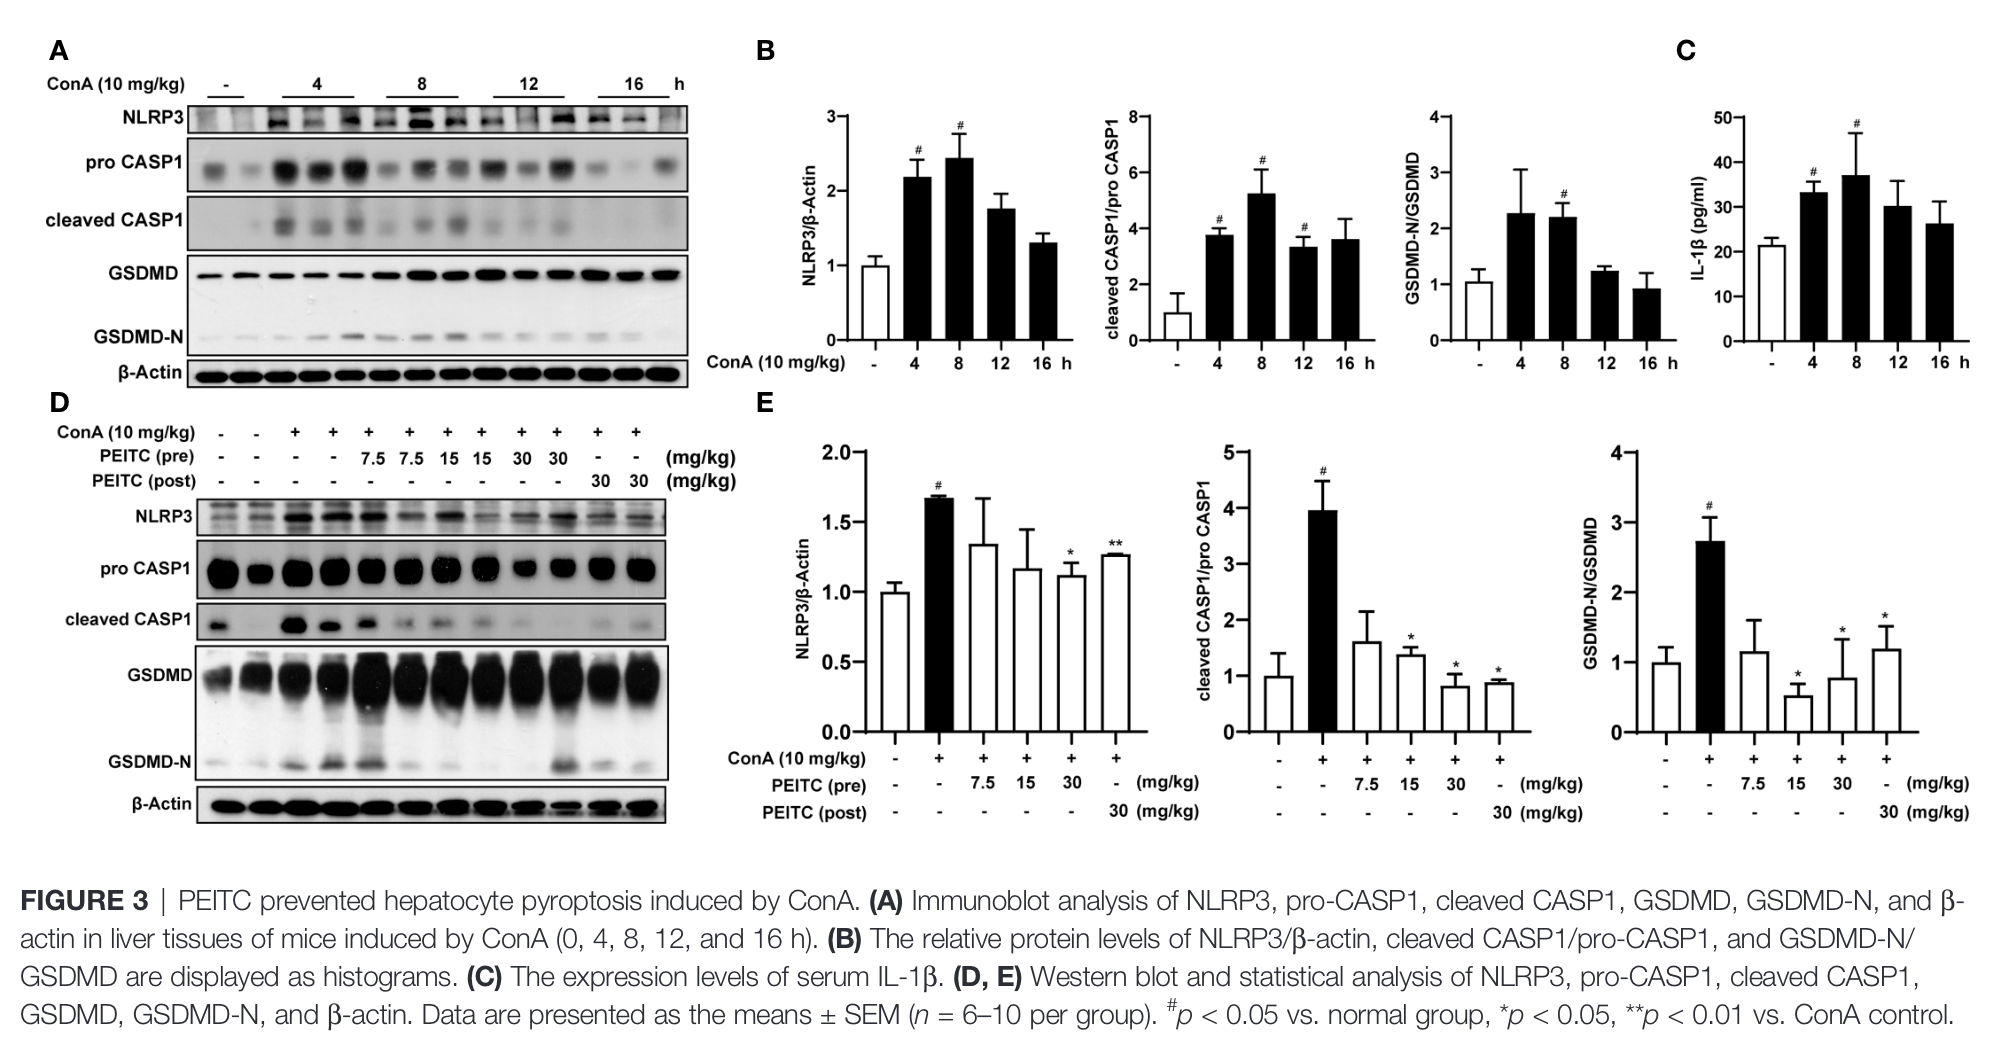 A
ConA (10 mg/kg) - 4 8 12 16 h
NLRP3
pro CASP1
cleaved CASP1
GSDMD
GSDMD-N
β-Actin
B
NLRP3/β-Actin
3
2
1
0
ConA (10 mg/kg) - 4 8 12 16 h
# #
cleaved CASP1/pro CASP1
8
6
4
2
0
- 4 8 12 16 h
# # #
GSDMD-N/GSDMD
4
3
2
1
0
- 4 8 12 16 h
#
C
IL-1β (pg/ml)
50
40
30
20
10
0
- 4 8 12 16 h
# #
D
ConA (10 mg/kg) - - + + + + + + + + + +
PEITC (pre) - - - - 7.5 7.5 15 15 30 30 - - (mg/kg)
PEITC (post) - - - - - - - - - - 30 30 (mg/kg)
NLRP3
pro CASP1
cleaved CASP1
GSDMD
GSDMD-N
β-Actin
E
NLRP3/β-Actin
2.0
1.5
1.0
0.5
0.0
# * **
ConA (10 mg/kg) - + + + + +
PEITC (pre) - - 7.5 15 30 - (mg/kg)
PEITC (post) - - - - - 30 (mg/kg)
cleaved CASP1/pro CASP1
5
4
3
2
1
0
# * * *
- + + + + +
- - 7.5 15 30 - (mg/kg)
- - - - - 30 (mg/kg)
GSDMD-N/GSDMD
4
3
2
1
0
# * * *
- + + + + +
- - 7.5 15 30 - (mg/kg)
- - - - - 30 (mg/kg)
FIGURE 3 | PEITC prevented hepatocyte pyroptosis induced by ConA. (A) Immunoblot analysis of NLRP3, pro-CASP1, cleaved CASP1, GSDMD, GSDMD-N, and β-
actin in liver tissues of mice induced by ConA (0, 4, 8, 12, and 16 h). (B) The relative protein levels of NLRP3/β-actin, cleaved CASP1/pro-CASP1, and GSDMD-N/
GSDMD are displayed as histograms. (C) The expression levels of serum IL-1β. (D, E) Western blot and statistical analysis of NLRP3, pro-CASP1, cleaved CASP1,
GSDMD, GSDMD-N, and β-actin. Data are presented as the means ± SEM (n = 6–10 per group). #p < 0.05 vs. normal group, *p < 0.05, **p < 0.01 vs. ConA control.